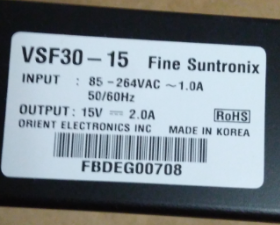 VSF30-15 Fine Suntronix
INPUT : 85-264VAC ~1.0A
50/60Hz
OUTPUT: 15V ⎓ 2.0A RoHS
ORIENT ELECTRONICS INC MADE IN KOREA
FBDEG00708